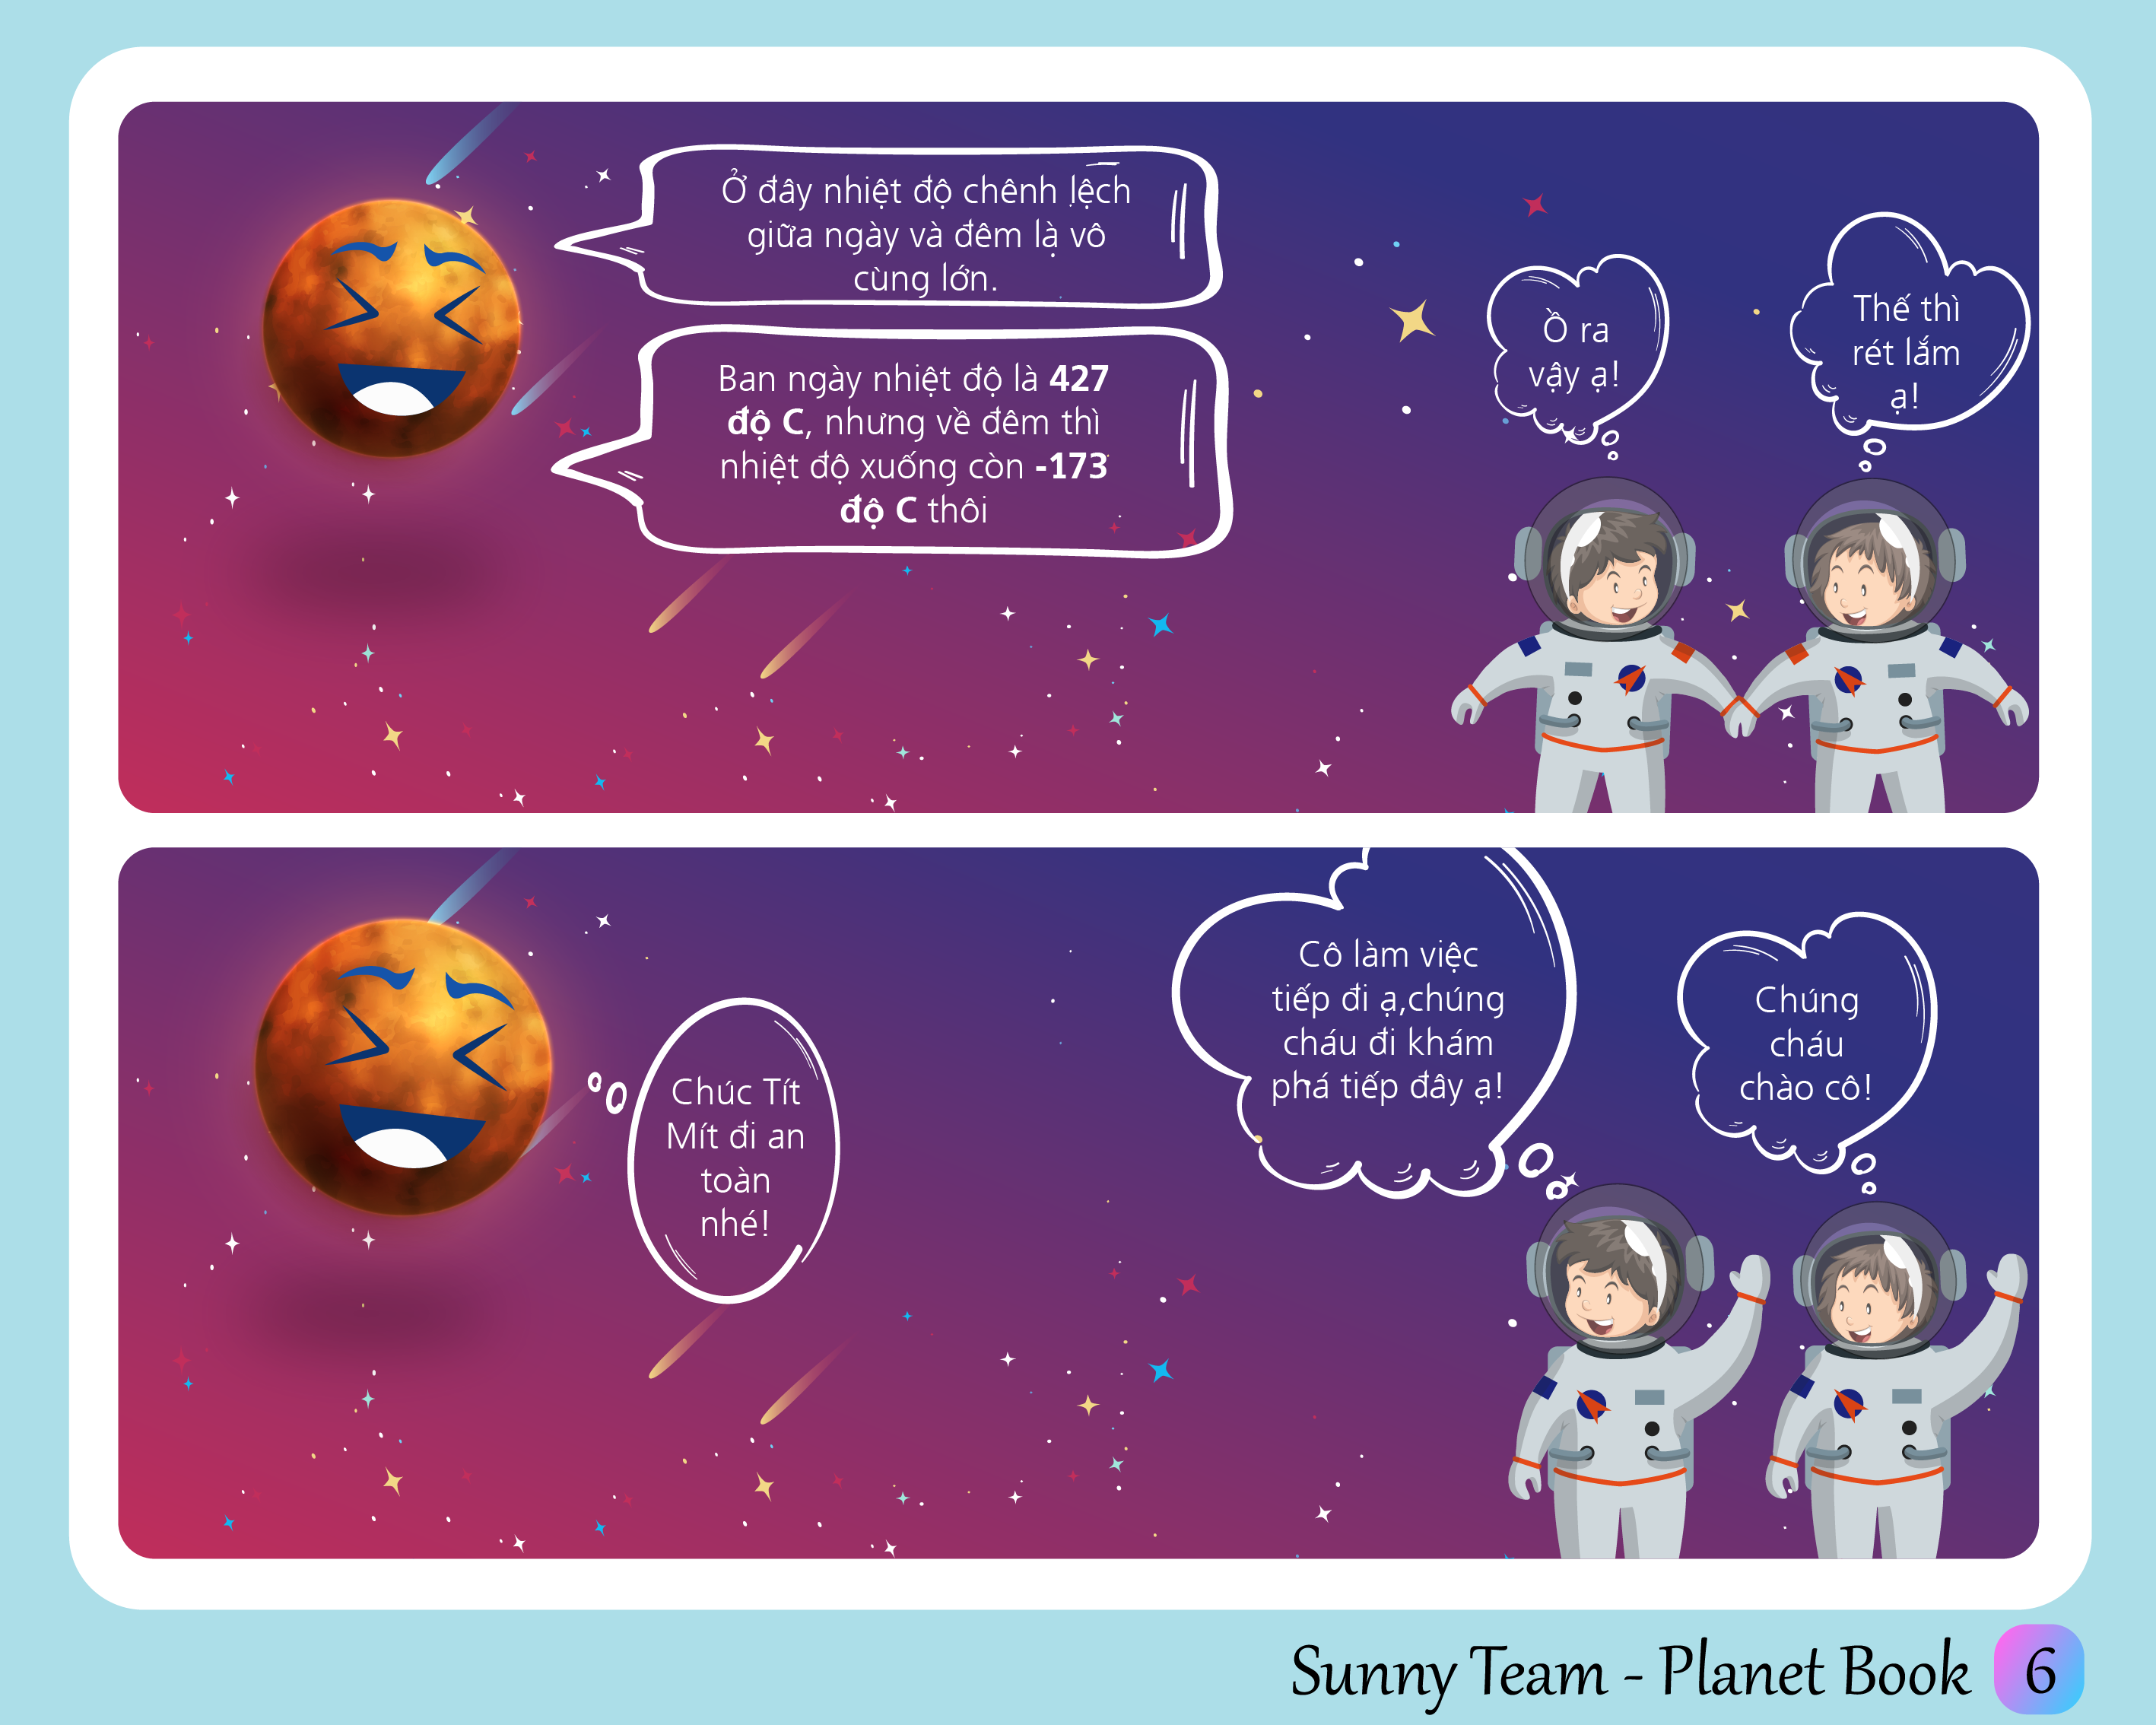 Ở đây nhiệt độ chênh lệch
giữa ngày và đêm là vô
cùng lớn.
Ban ngày nhiệt độ là 427
độ C, nhưng về đêm thì
nhiệt độ xuống còn -173
độ C thôi
Ồ ra
vậy ạ!
Thế thì
rét lắm
ạ!
Chúc Tít
Mít đi an
toàn
nhé!
Cô làm việc
tiếp đi ạ,chúng
cháu đi khám
phá tiếp đây ạ!
Chúng
cháu
chào cô!
Sunny Team - Planet Book 6